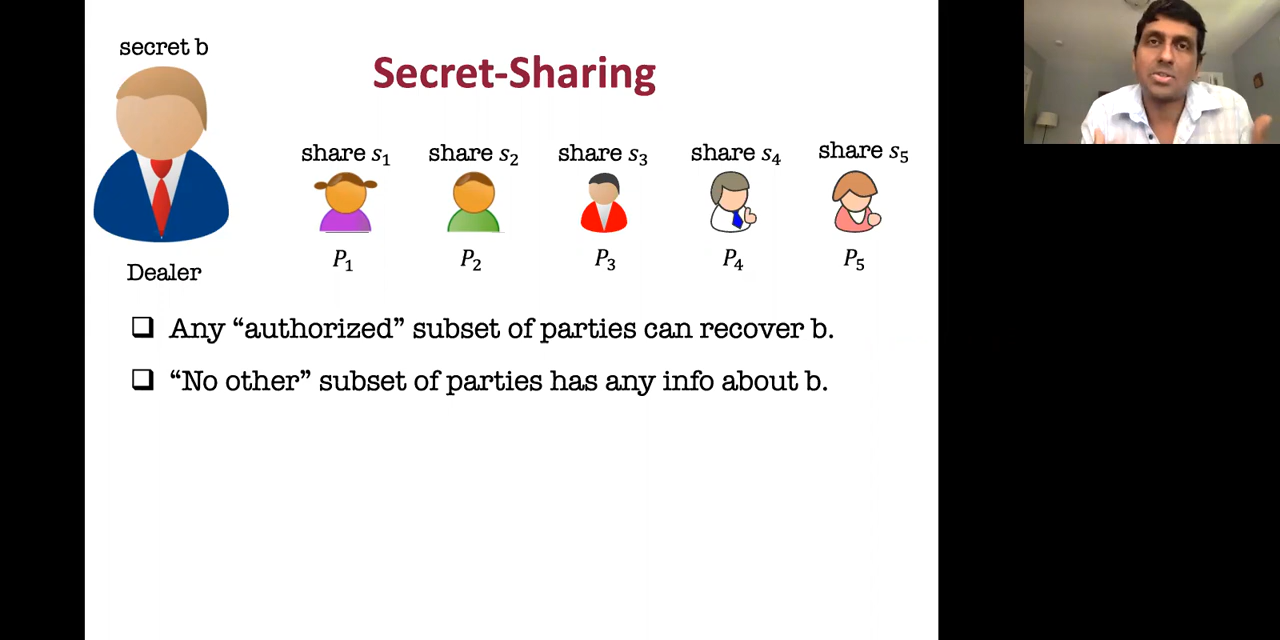 secret b
Secret-Sharing
share s₁ share s₂ share s₃ share s₄ share s₅
P₁ P₂ P₃ P₄ P₅
Dealer
❑ Any “authorized” subset of parties can recover b.
❑ “No other” subset of parties has any info about b.